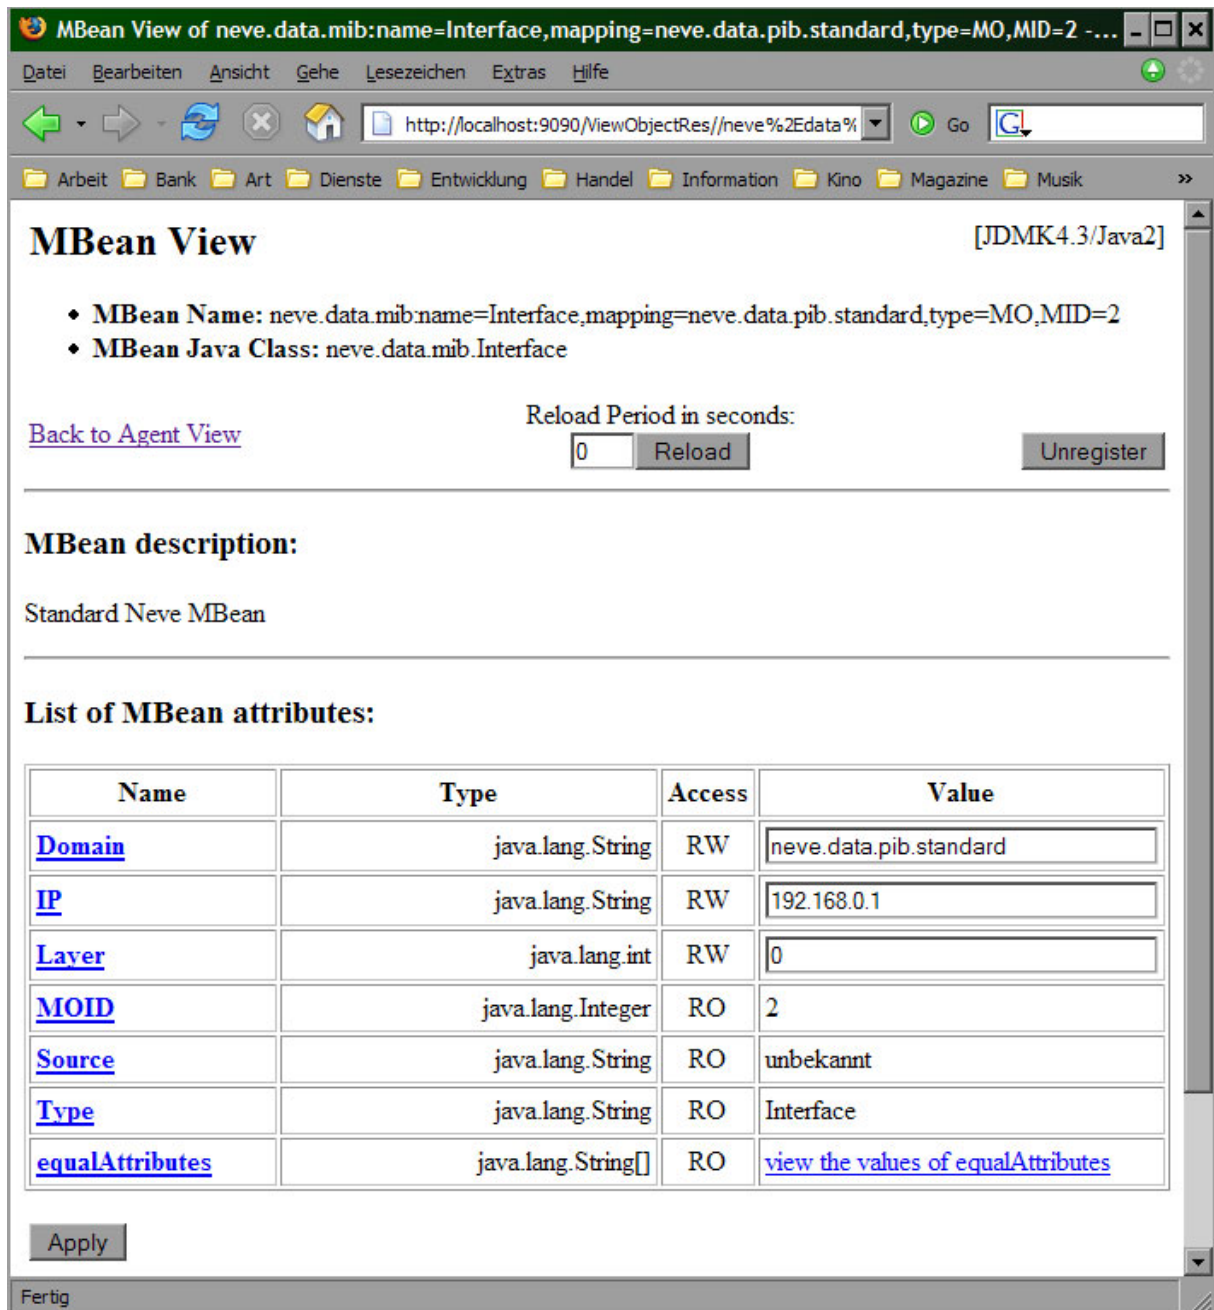 MBean View of neve.data.mib:name=Interface,mapping=neve.data.pib.standard,type=MO,MID=2 -...
Datei Bearbeiten Ansicht Gehe Lesezeichen Extras Hilfe
http://localhost:9090/ViewObjectRes//neve%2Edata% Go G
Arbeit Bank Art Dienste Entwicklung Handel Information Kino Magazine Musik »
MBean View [JDMK4.3/Java2]
• MBean Name: neve.data.mib:name=Interface,mapping=neve.data.pib.standard,type=MO,MID=2
• MBean Java Class: neve.data.mib.Interface
Reload Period in seconds:
Back to Agent View 0 Reload Unregister
MBean description:
Standard Neve MBean
List of MBean attributes:
Name Type Access Value
Domain java.lang.String RW neve.data.pib.standard
IP java.lang.String RW 192.168.0.1
Layer java.lang.int RW 0
MOID java.lang.Integer RO 2
Source java.lang.String RO unbekannt
Type java.lang.String RO Interface
equalAttributes java.lang.String[] RO view the values of equalAttributes
Apply
Fertig